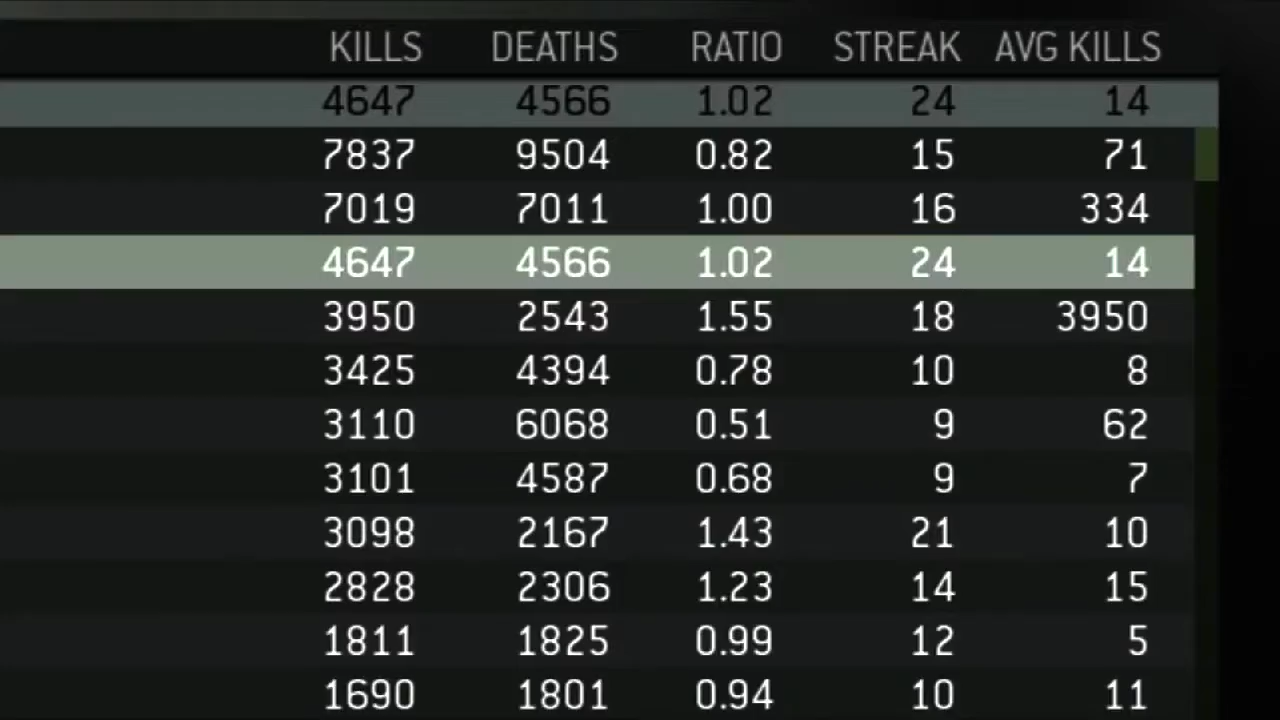 KILLS DEATHS RATIO STREAK AVG KILLS
4647 4566 1.02 24 14
7837 9504 0.82 15 71
7019 7011 1.00 16 334
4647 4566 1.02 24 14
3950 2543 1.55 18 3950
3425 4394 0.78 10 8
3110 6068 0.51 9 62
3101 4587 0.68 9 7
3098 2167 1.43 21 10
2828 2306 1.23 14 15
1811 1825 0.99 12 5
1690 1801 0.94 10 11